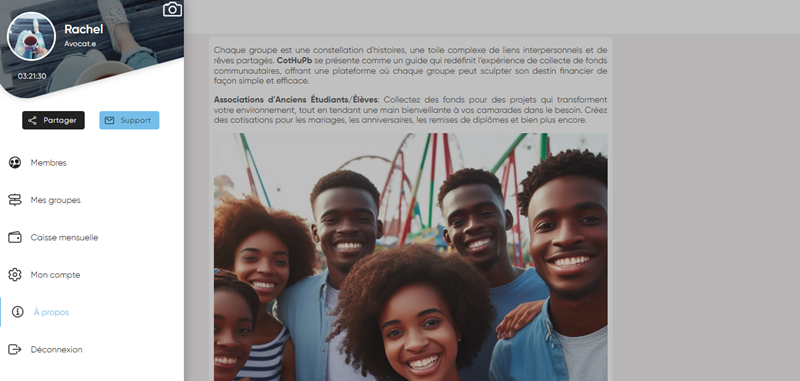 Rachel
Avocat.e
03:21:30
Partager
Support
Membres
Mes groupes
Caisse mensuelle
Mon compte
À propos
Déconnexion
Chaque groupe est une constellation d'histoires, une toile complexe de liens interpersonnels et de
rêves partagés. CotHuPb se présente comme un guide qui redéfinit l'expérience de collecte de fonds
communautaires, offrant une plateforme où chaque groupe peut sculpter son destin financier de
façon simple et efficace.
Associations d'Anciens Étudiants/Élèves: Collectez des fonds pour des projets qui transforment
votre environnement, tout en tendant une main bienveillante à vos camarades dans le besoin. Créez
des cotisations pour les mariages, les anniversaires, les remises de diplômes et bien plus encore.